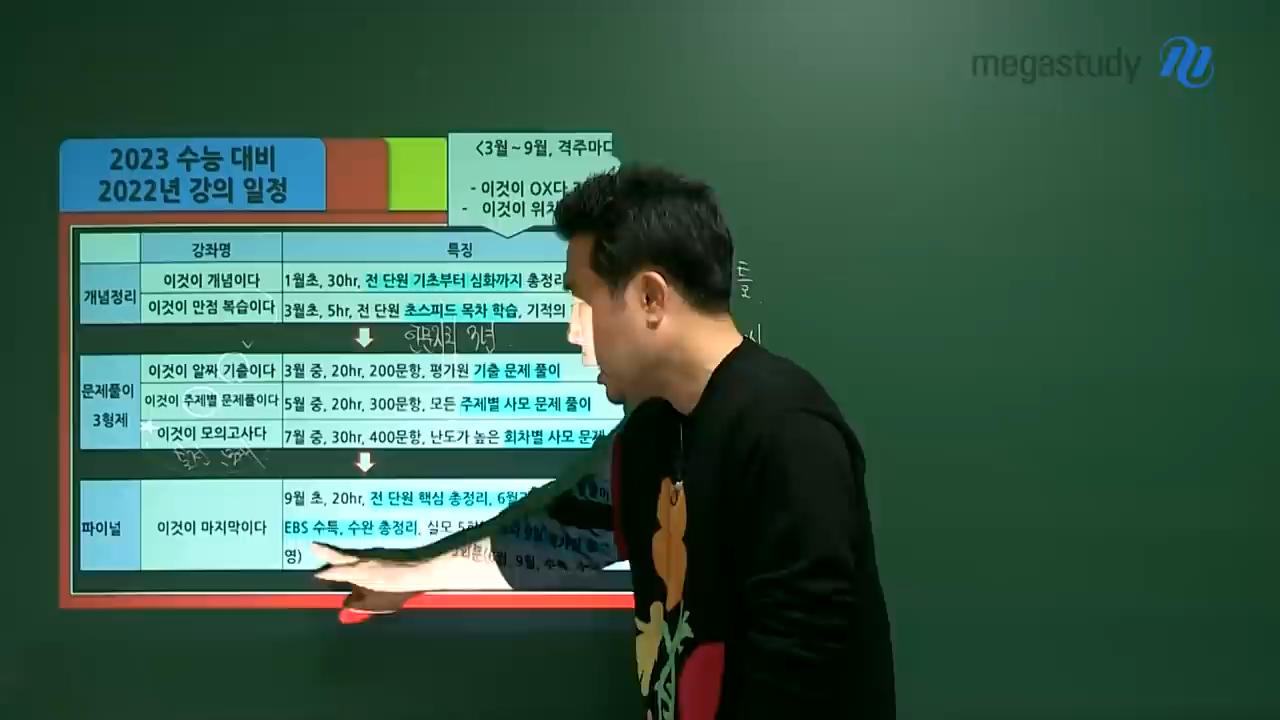 megastudy
2023 수능 대비
2022년 강의 일정
<3월~9월, 격주마다
- 이것이 OX다
- 이것이 위치
강좌명 특징
개념정리
이것이 개념이다 1월초, 30hr, 전 단원 기초부터 심화까지 총정리
이것이 만점 복습이다 3월초, 5hr, 전 단원 초스피드 목차 학습, 기적의
3년
문제풀이
3형제
이것이 알짜 기출이다 3월 중, 20hr, 200문항, 평가원 기출 문제 풀이
이것이 주제별 문제풀이다 5월 중, 20hr, 300문항, 모든 주제별 사모 문제 풀이
이것이 모의고사다 7월 중, 30hr, 400문항, 난도가 높은 회차별 사모 문제
파이널
이것이 마지막이다
9월 초, 20hr, 전 단원 핵심 총정리,
EBS 수특, 수완 총정리, 실모
영)